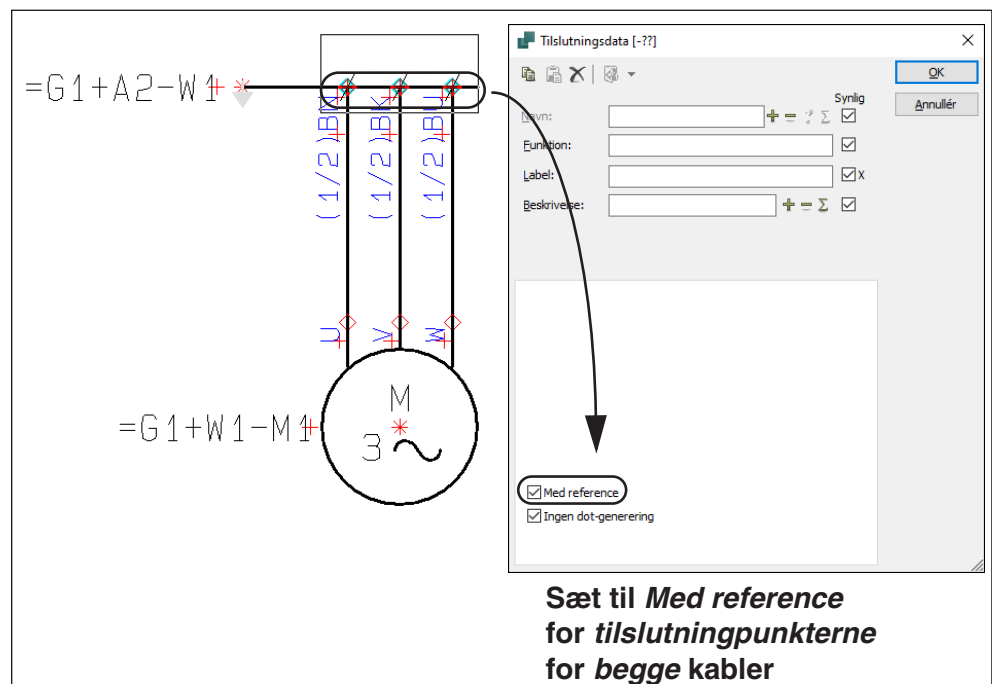 =G1+A2-W1
(1/2)BN
(1/2)BK
(1/2)BU
U
V
W
M
3
=G1+W1-M1
Tilslutningsdata [-??]
OK
Annullér
Synlig
Navn:
Funktion:
Label:
X
Beskrivelse:
Med reference
Ingen dot-generering
Sæt til Med reference
for tilslutningpunkterne
for begge kabler